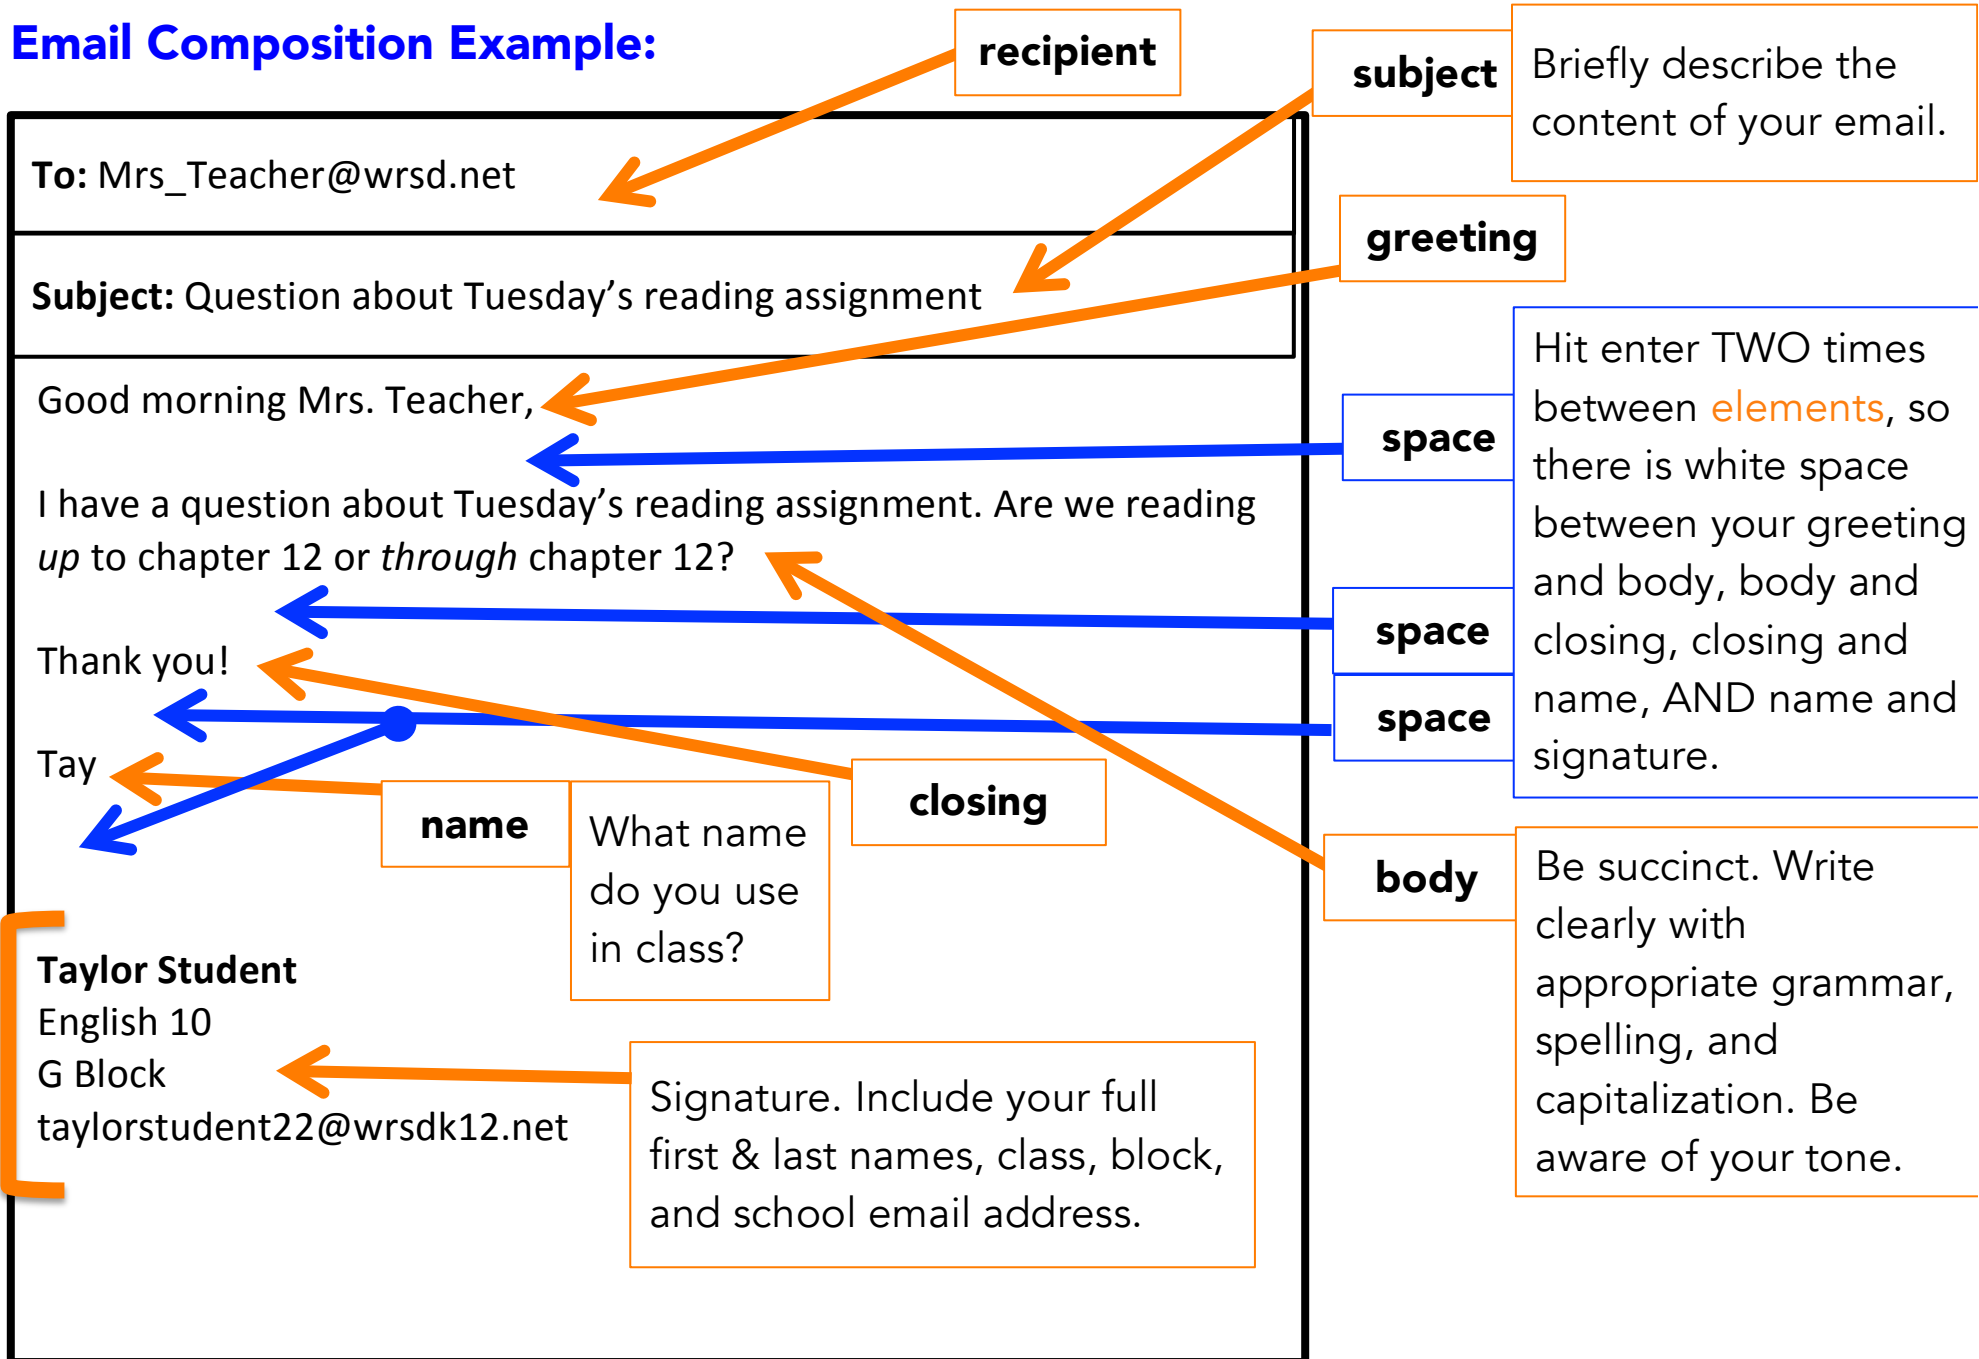 Email Composition Example:
recipient
subject
Briefly describe the
content of your email.
To: Mrs_Teacher@wrsd.net
greeting
Subject: Question about Tuesday’s reading assignment
Good morning Mrs. Teacher,
space
Hit enter TWO times
between elements, so
there is white space
between your greeting
and body, body and
closing, closing and
name, AND name and
signature.
I have a question about Tuesday’s reading assignment. Are we reading
up to chapter 12 or through chapter 12?
space
Thank you!
space
Tay
name
What name
do you use
in class?
closing
body
Be succinct. Write
clearly with
appropriate grammar,
spelling, and
capitalization. Be
aware of your tone.
Taylor Student
English 10
G Block
taylorstudent22@wrsdk12.net
Signature. Include your full
first & last names, class, block,
and school email address.